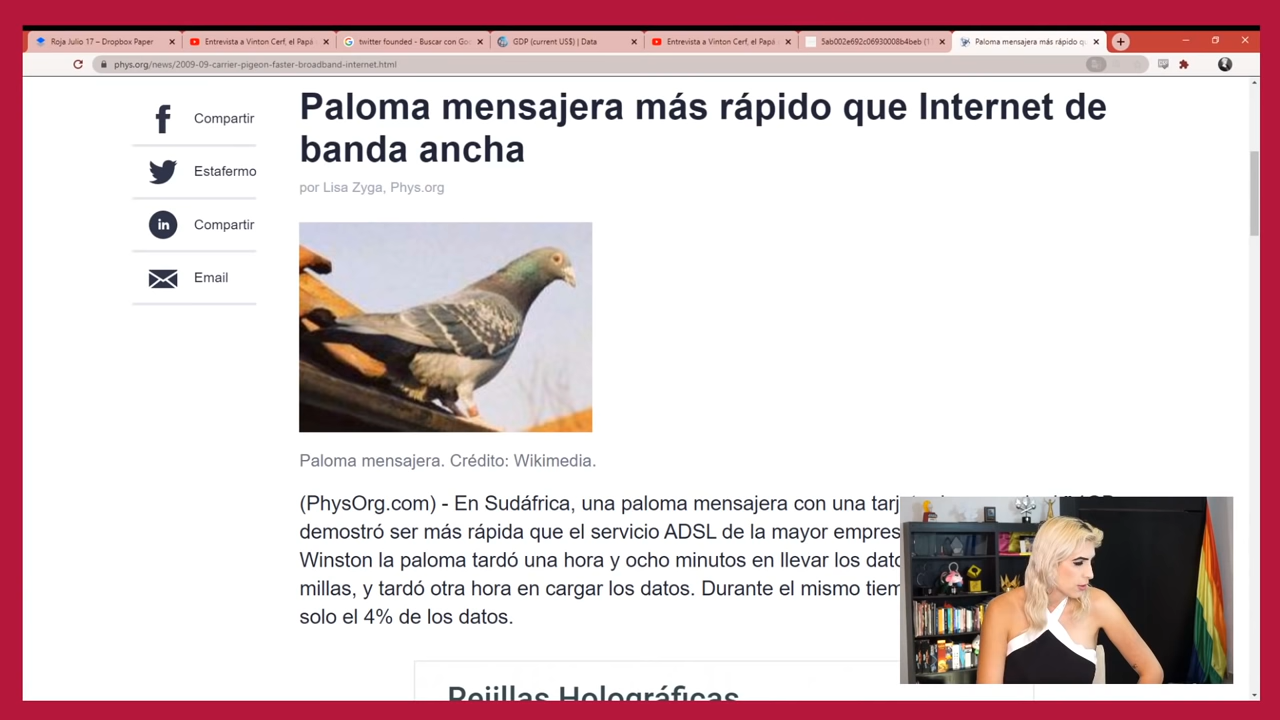 Roja Julio 17 – Dropbox Paper
Entrevista a Vinton Cerf, el Papá
twitter founded - Buscar con Goo
GDP (current US$) | Data
Entrevista a Vinton Cerf, el Papá
5ab002e692c06930008b4beb (1
Paloma mensajera más rápido qu
phys.org/news/2009-09-carrier-pigeon-faster-broadband-internet.html
Paloma mensajera más rápido que Internet de
banda ancha
por Lisa Zyga, Phys.org
Compartir
Estafermo
in Compartir
Email
Paloma mensajera. Crédito: Wikimedia.
(PhysOrg.com) - En Sudáfrica, una paloma mensajera con una
demostró ser más rápida que el servicio ADSL de la mayor
Winston la paloma tardó una hora y ocho minutos en llevar los
millas, y tardó otra hora en cargar los datos. Durante el mismo
solo el 4% de los datos.
Rejillas Holográficas